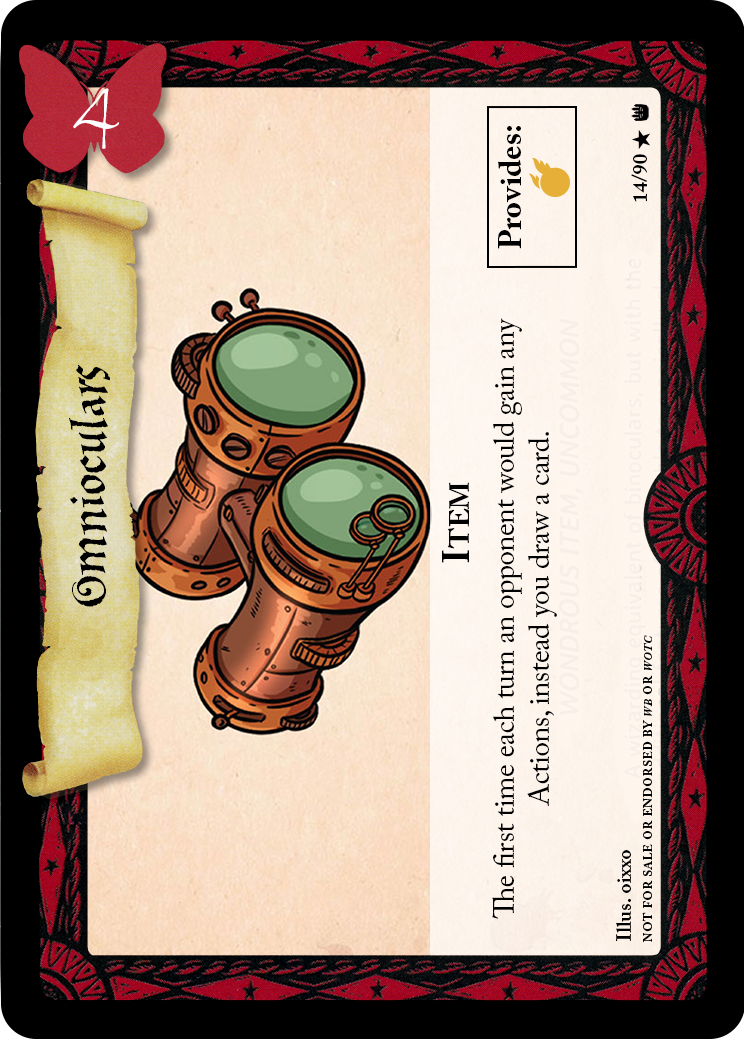 4
Omnioculars
ITEM
The first time each turn an opponent would gain any
Actions, instead you draw a card.
Provides:
Illus. oixxo
NOT FOR SALE OR ENDORSED BY WB OR WOTC
14/90
WONDROUS ITEM, UNCOMMON